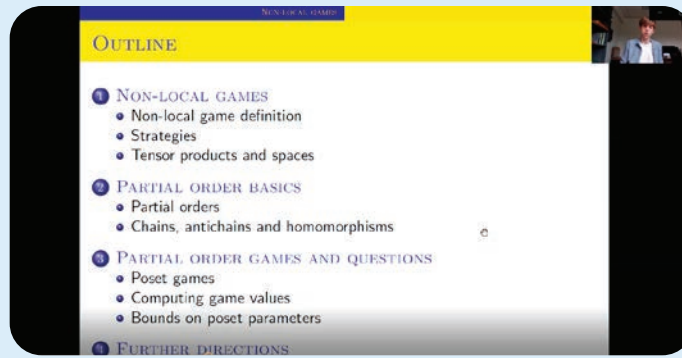 NON-LOCAL GAMES
OUTLINE
1 NON-LOCAL GAMES
• Non-local game definition
• Strategies
• Tensor products and spaces
2 PARTIAL ORDER BASICS
• Partial orders
• Chains, antichains and homomorphisms
3 PARTIAL ORDER GAMES AND QUESTIONS
• Poset games
• Computing game values
• Bounds on poset parameters
4 FURTHER DIRECTIONS